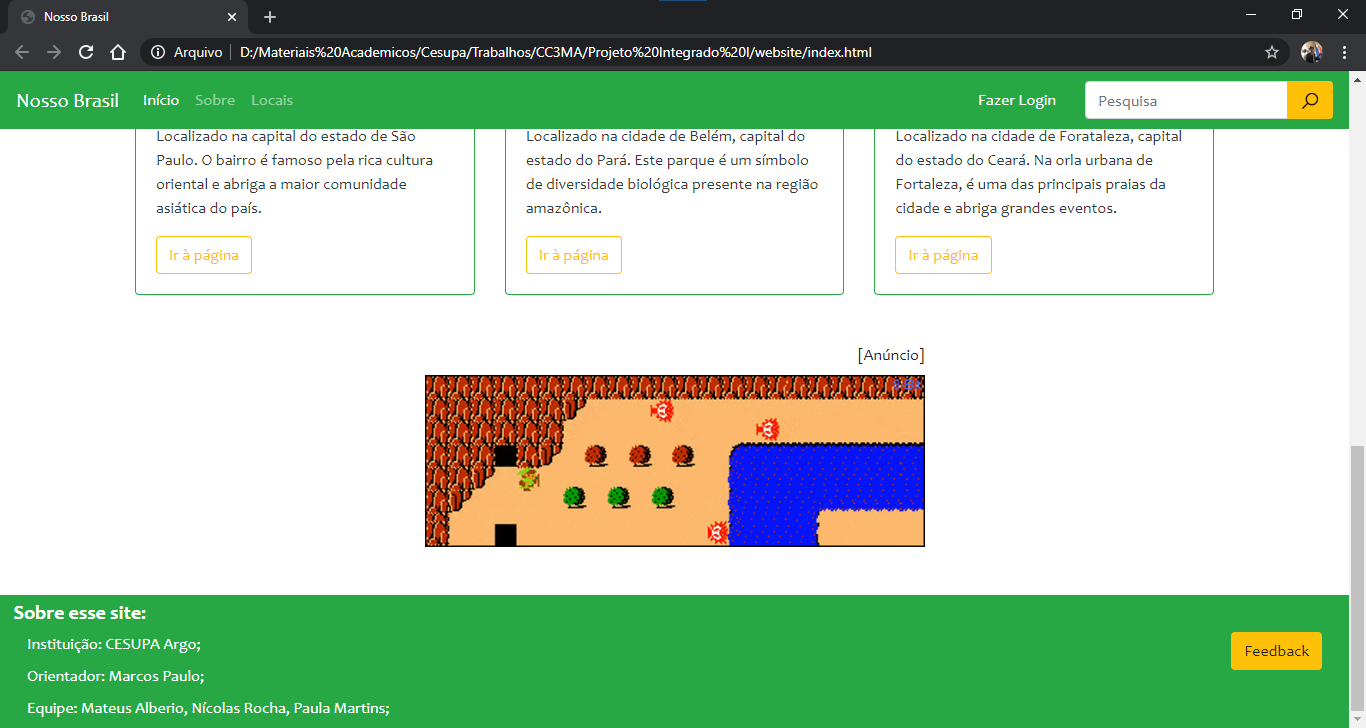 Nosso Brasil
Arquivo D:/Materiais%20Academicos/Cesupa/Trabalhos/CC3MA/Projeto%20Integrado%20I/website/index.html
Nosso Brasil Início Sobre Locais Fazer Login Pesquisa
Localizado na capital do estado de São
Paulo. O bairro é famoso pela rica cultura
oriental e abriga a maior comunidade
asiática do país.
Ir à página
Localizado na cidade de Belém, capital do
estado do Pará. Este parque é um símbolo
de diversidade biológica presente na região
amazônica.
Ir à página
Localizado na cidade de Forataleza, capital
do estado do Ceará. Na orla urbana de
Fortaleza, é uma das principais praias da
cidade e abriga grandes eventos.
Ir à página
[Anúncio]
Sobre esse site:
Instituição: CESUPA Argo;
Orientador: Marcos Paulo;
Equipe: Mateus Alberio, Nícolas Rocha, Paula Martins;
Feedback